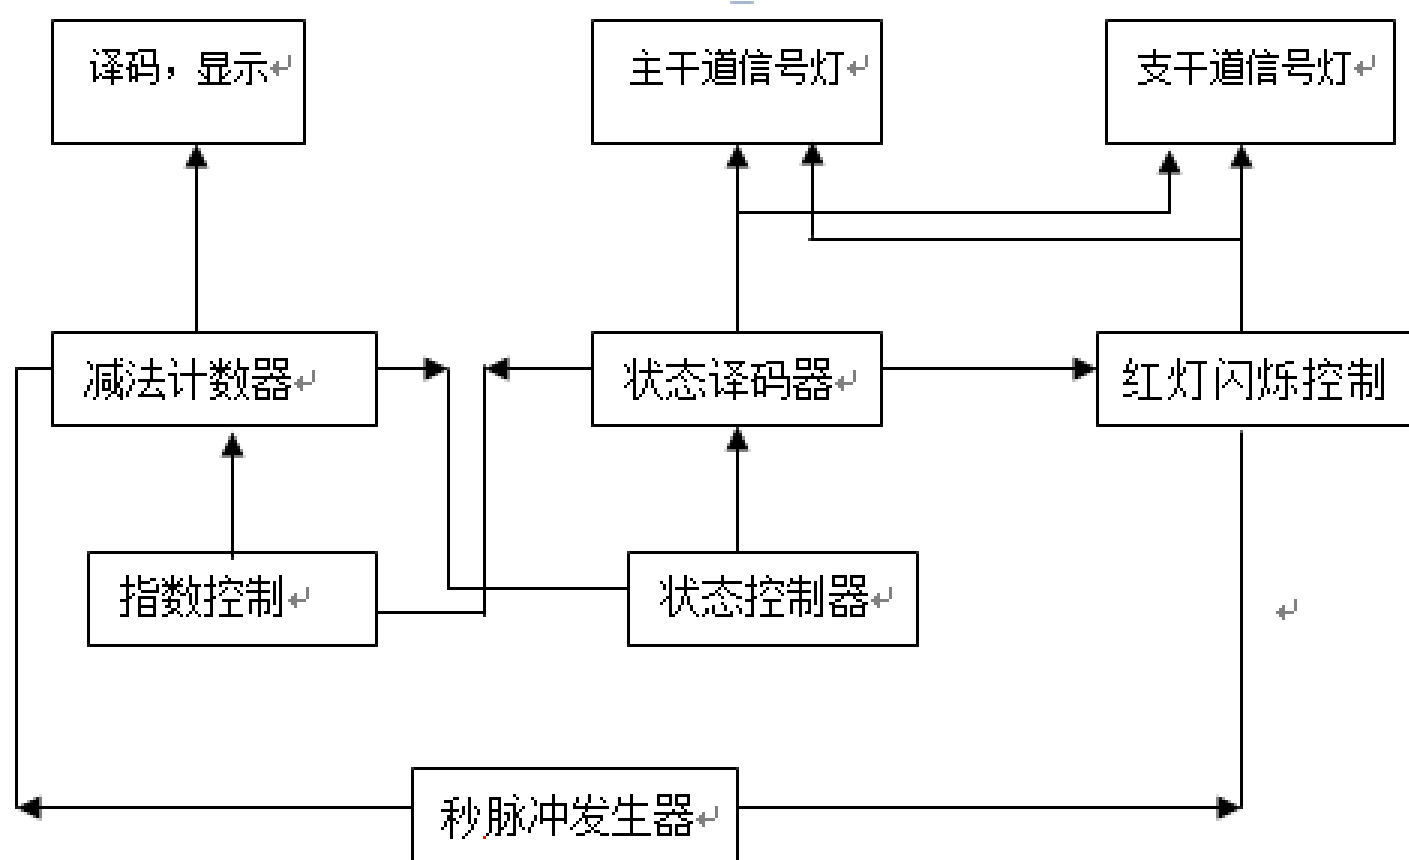 译码，显示
主干道信号灯
支干道信号灯
减法计数器
状态译码器
红灯闪烁控制
指数控制
状态控制器
秒脉冲发生器